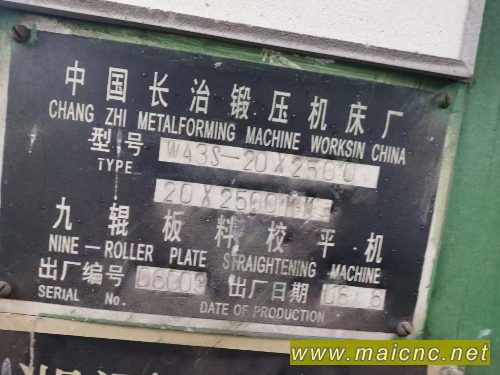 中国长治锻压机床厂
CHANG ZHI METALFORMING MACHINE WORKSIN CHINA
型号 W43S-20X2500
TYPE
20X2500
九辊板料校平机
NINE-ROLLER PLATE STRAIGHTENING MACHINE
出厂编号 06003 出厂日期
SERIAL No. DATE OF PRODUCTION
www.maicnc.net